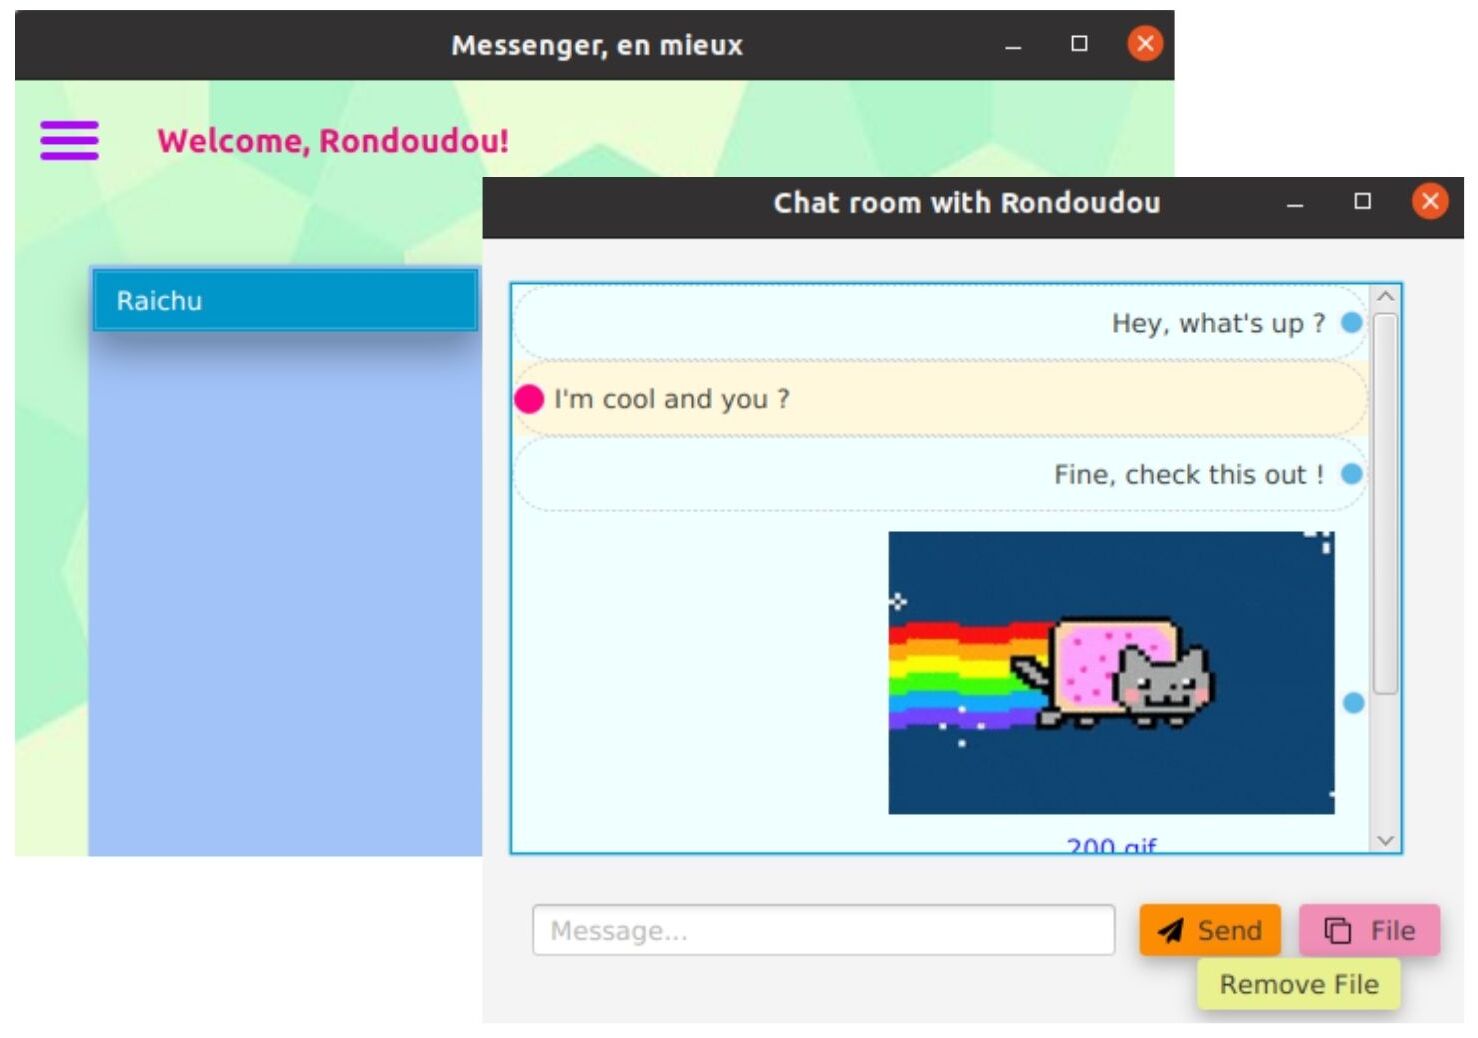 Messenger, en mieux
Welcome, Rondoudou!
Raichu
Chat room with Rondoudou
Hey, what's up ?
I'm cool and you ?
Fine, check this out !
200.gif
Message...
Send
File
Remove File